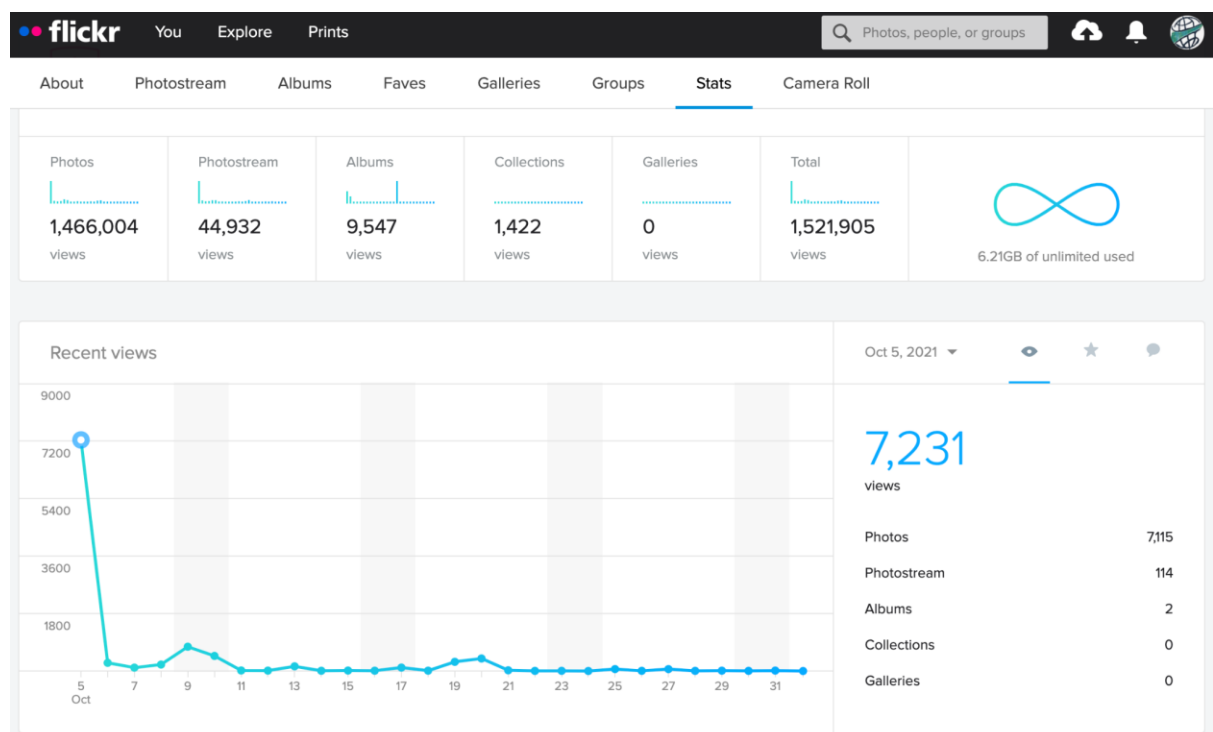 flickr You Explore Prints Photos, people, or groups
About Photostream Albums Faves Galleries Groups Stats Camera Roll
Photos Photostream Albums Collections Galleries Total
1,466,004 44,932 9,547 1,422 0 1,521,905
views views views views views views 6.21GB of unlimited used
Recent views Oct 5, 2021
9000
7200
5400
3600
1800
5 7 9 11 13 15 17 19 21 23 25 27 29 31
Oct
7,231
views
Photos 7,115
Photostream 114
Albums 2
Collections 0
Galleries 0